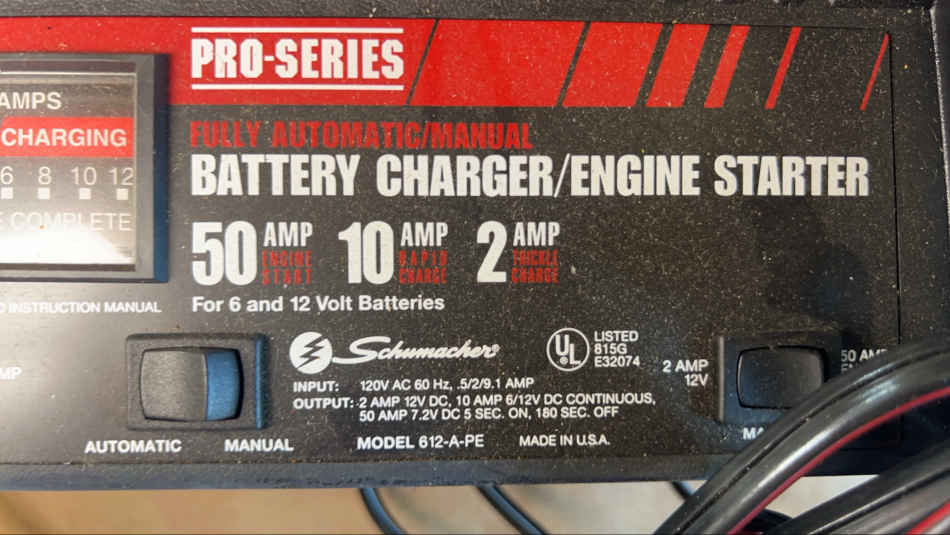 PRO-SERIES
AMPS
CHARGING
6 8 10 12
COMPLETE
INSTRUCTION MANUAL
FULLY AUTOMATIC/MANUAL
BATTERY CHARGER/ENGINE STARTER
50 AMP ENGINE START
10 AMP RAPID CHARGE
2 AMP TRICKLE CHARGE
For 6 and 12 Volt Batteries
AUTOMATIC MANUAL
Schumacher®
UL
LISTED
815G
E32074
INPUT: 120V AC 60 Hz, .5/2/9.1 AMP
OUTPUT: 2 AMP 12V DC, 10 AMP 6/12V DC CONTINUOUS,
50 AMP 7.2V DC 5 SEC. ON, 180 SEC. OFF
MODEL 612-A-PE MADE IN U.S.A.
2 AMP
12V
50 AMP